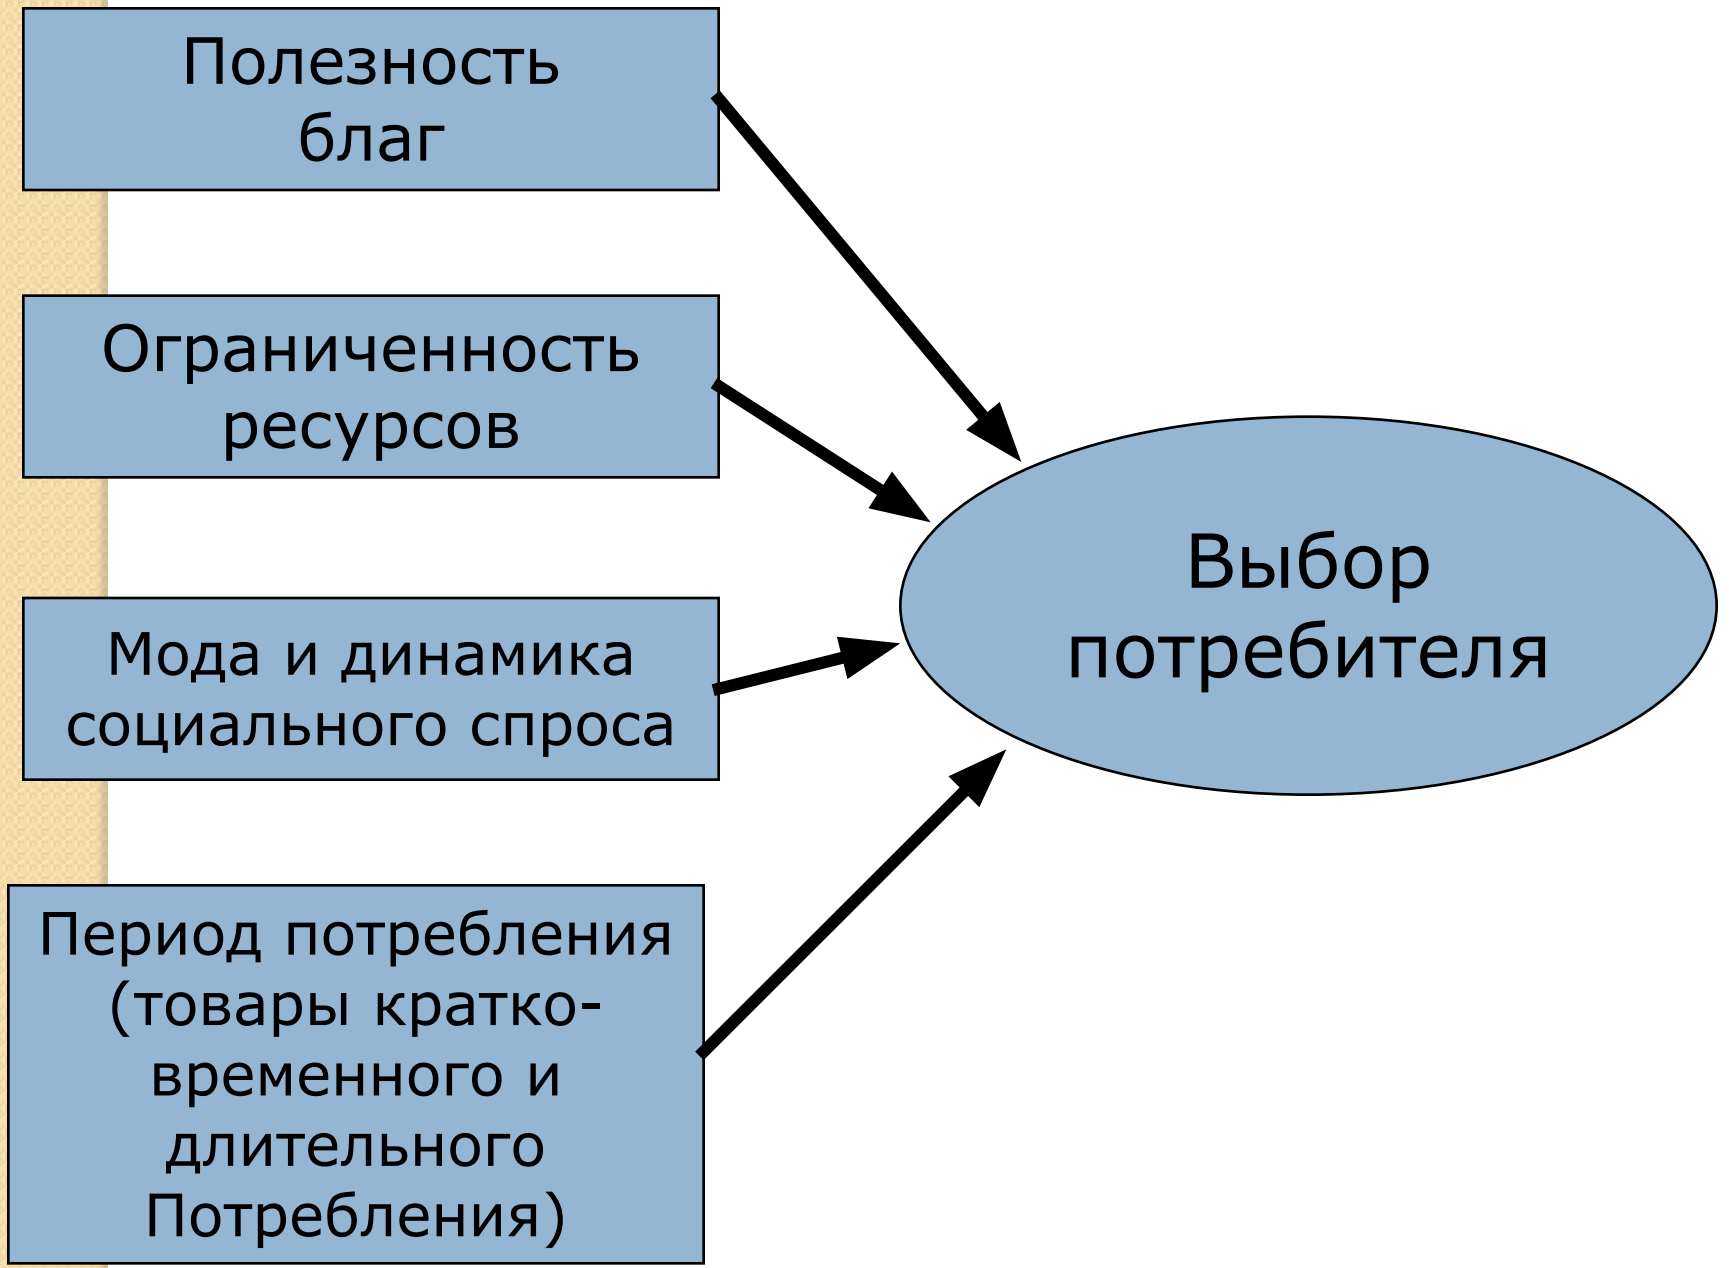 Полезность
благ
Ограниченность
ресурсов
Мода и динамика
социального спроса
Период потребления
(товары кратко-
временного и
длительного
Потребления)
Выбор
потребителя